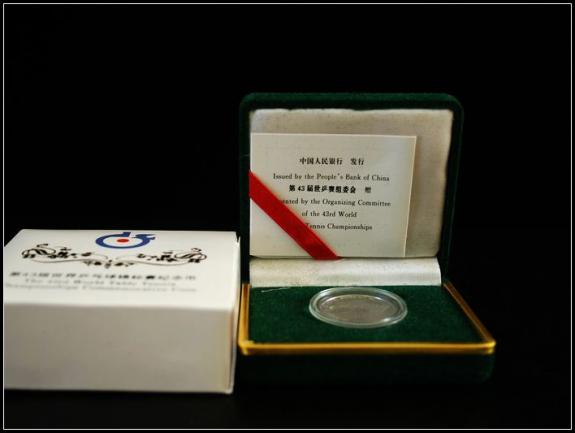 中国人民银行 发行
Issued by the People's Bank of China
第43届世乒赛组委会 赠
ented by the Organizing Committee
of the 43rd World
Tennis Championships
第43届世界乒乓球锦标赛纪念币
The 43rd World Table Tennis
Championships Commemorative Coin